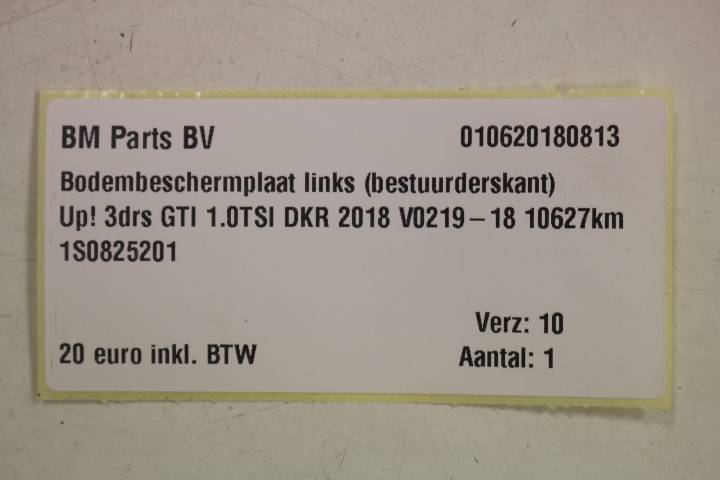 BM Parts BV 010620180813
Bodembeschermplaat links (bestuurderskant)
Up! 3drs GTI 1.0TSI DKR 2018 V0219-18 10627km
1S0825201
Verz: 10
20 euro inkl. BTW Aantal: 1